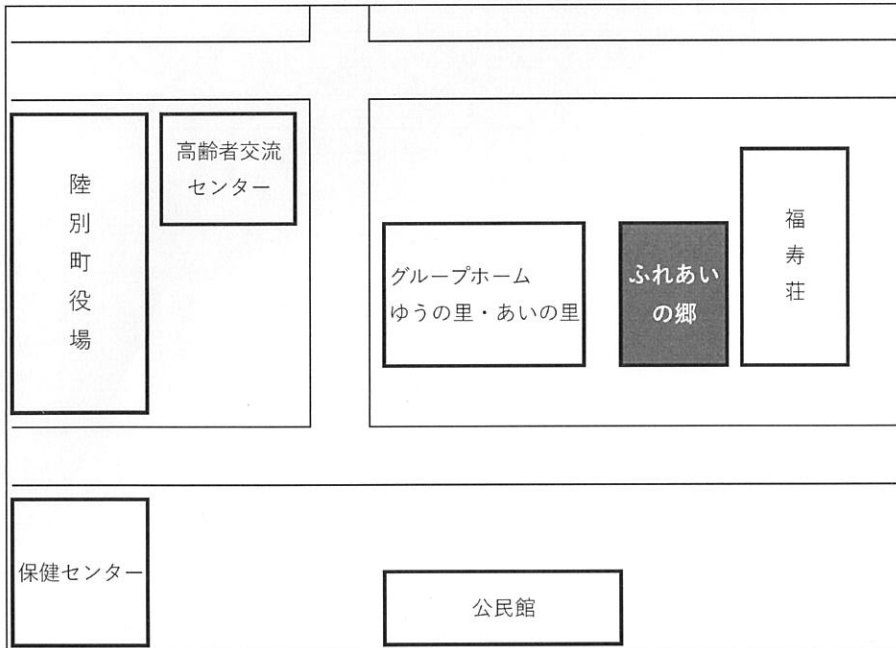 陸別町役場
高齢者交流
センター
グループホーム
ゆうの里・あいの里
ふれあい
の郷
福寿荘
保健センター
公民館